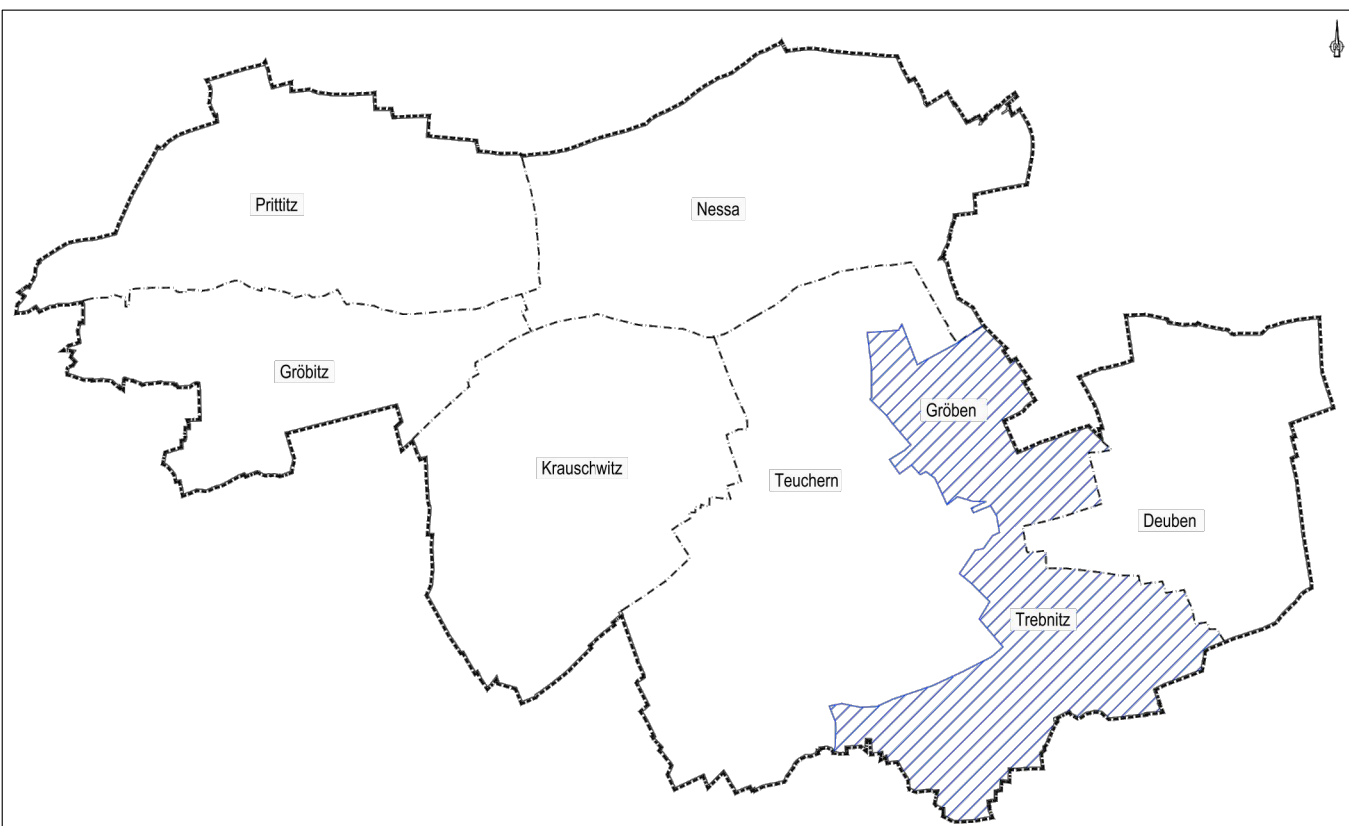 Prittitz
Nessa
Gröbitz
Gröben
Krauschwitz
Teuchern
Deuben
Trebnitz